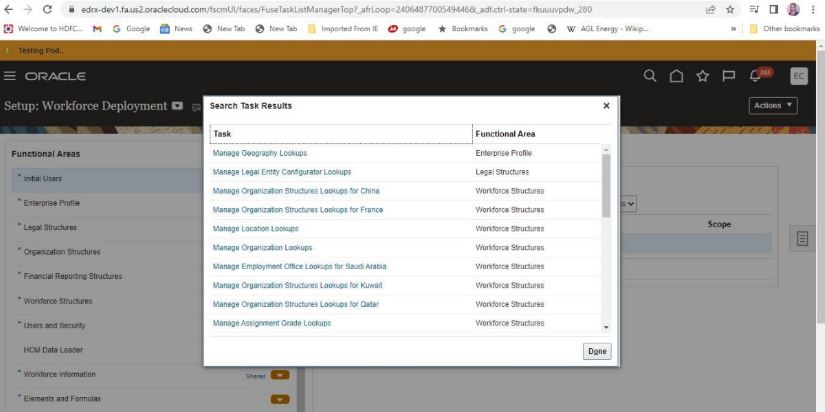 edrx-dev1.fa.us2.oraclecloud.com/fscmUI/faces/FuseTaskListManagerTop?_afrLoop=24064877005494468&_adf.ctrl-state=fkuuuvpdw_280
Welcome to HDFC... Google News New Tab New Tab Imported From IE google Bookmarks google W AGL Energy - Wikip... » Other bookmarks
Testing Pod..
ORACLE
283
EC
Setup: Workforce Deployment
Actions
Search Task Results
Task Functional Area
Manage Geography Lookups Enterprise Profile
Manage Legal Entity Configurator Lookups Legal Structures
Manage Organization Structures Lookups for China Workforce Structures
Manage Organization Structures Lookups for France Workforce Structures
Manage Location Lookups Workforce Structures
Manage Organization Lookups Workforce Structures
Manage Employment Office Lookups for Saudi Arabia Workforce Structures
Manage Organization Structures Lookups for Kuwait Workforce Structures
Manage Organization Structures Lookups for Qatar Workforce Structures
Manage Assignment Grade Lookups Workforce Structures
Done
Functional Areas
* Initial Users
* Enterprise Profile
* Legal Structures
* Organization Structures
* Financial Reporting Structures
* Workforce Structures
* Users and Security
HCM Data Loader
* Workforce Information Shared
* Elements and Formulas
Scope